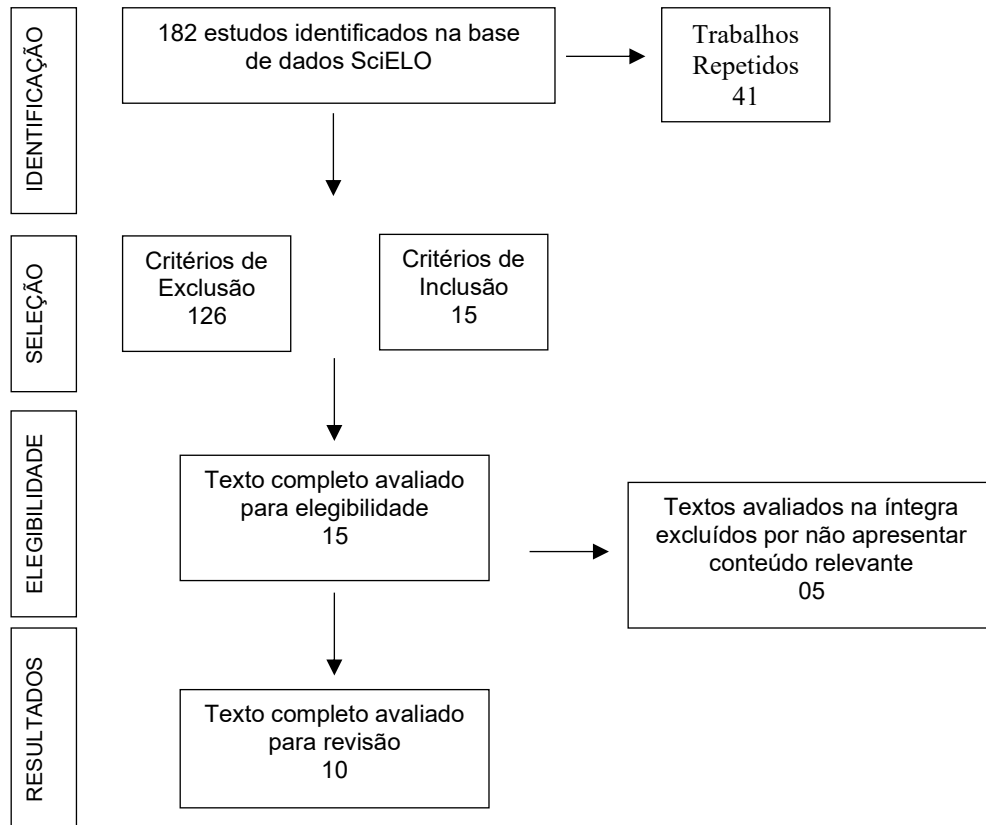 IDENTIFICAÇÃO
182 estudos identificados na base
de dados SciELO
Trabalhos
Repetidos
41
SELEÇÃO
Critérios de
Exclusão
126
Critérios de
Inclusão
15
ELEGIBILIDADE
Texto completo avaliado
para elegibilidade
15
Textos avaliados na íntegra
excluídos por não apresentar
conteúdo relevante
05
RESULTADOS
Texto completo avaliado
para revisão
10